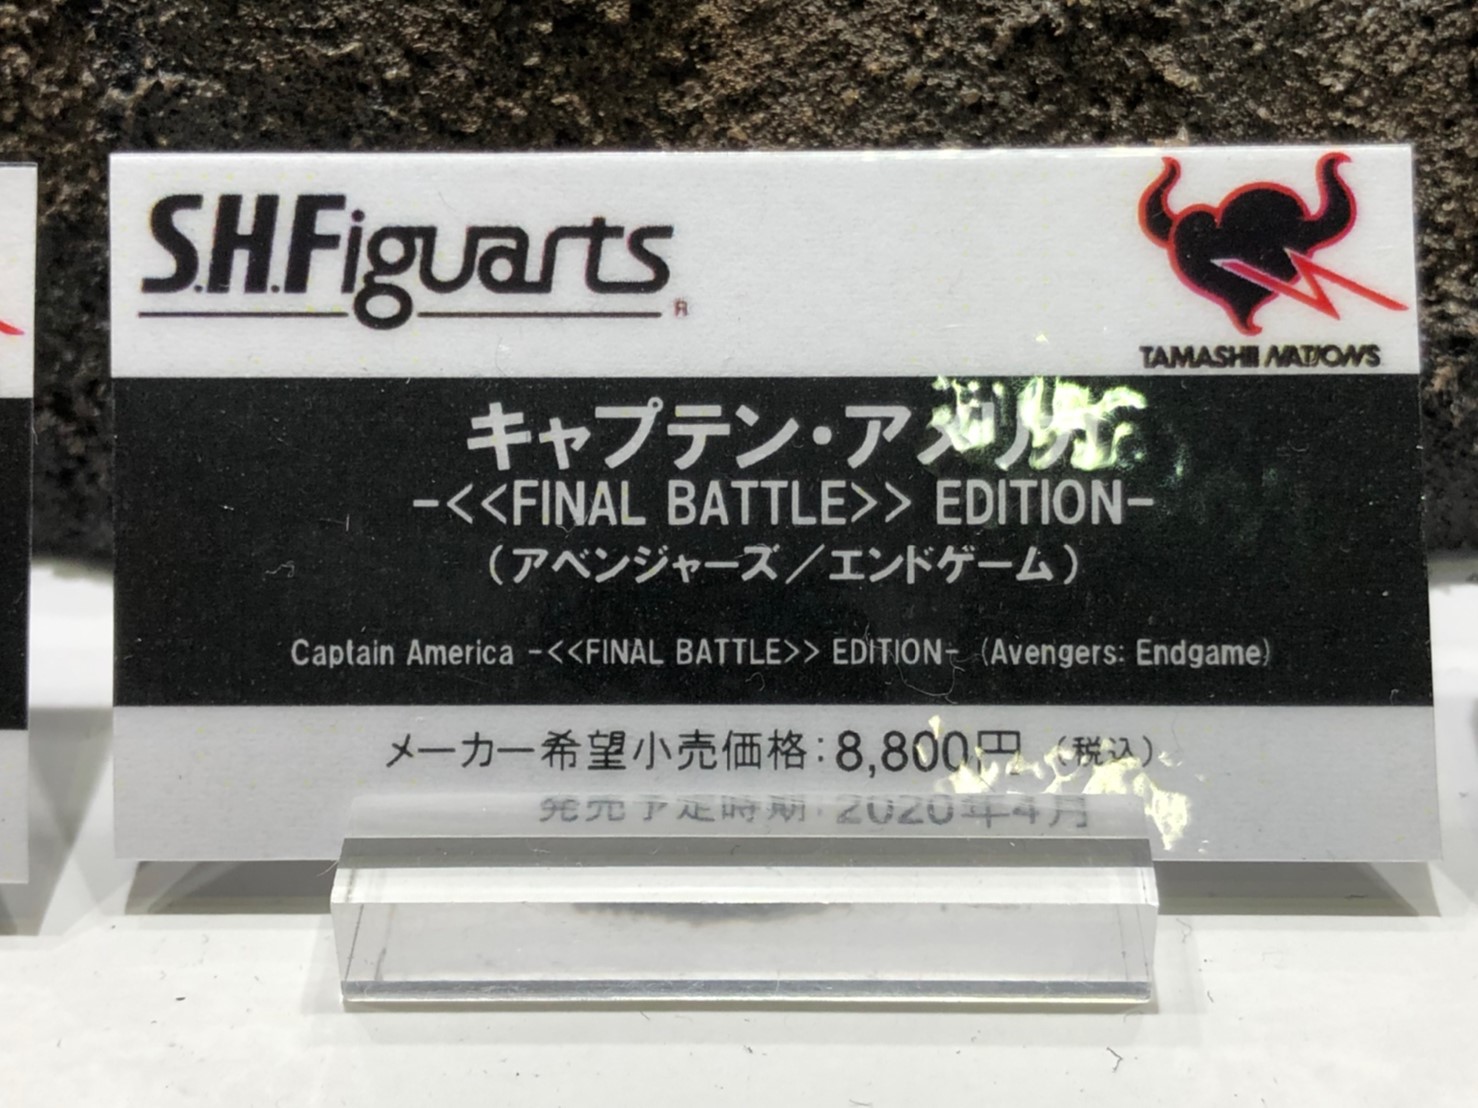 S.H.Figuarts
®
TAMASHII NATIONS
キャプテン・アメリカ
-<<FINAL BATTLE>> EDITION-
(アベンジャーズ/エンドゲーム)
Captain America -<<FINAL BATTLE>> EDITION- (Avengers: Endgame)
メーカー希望小売価格:8,800円 (税込)
発売予定時期:2020年4月